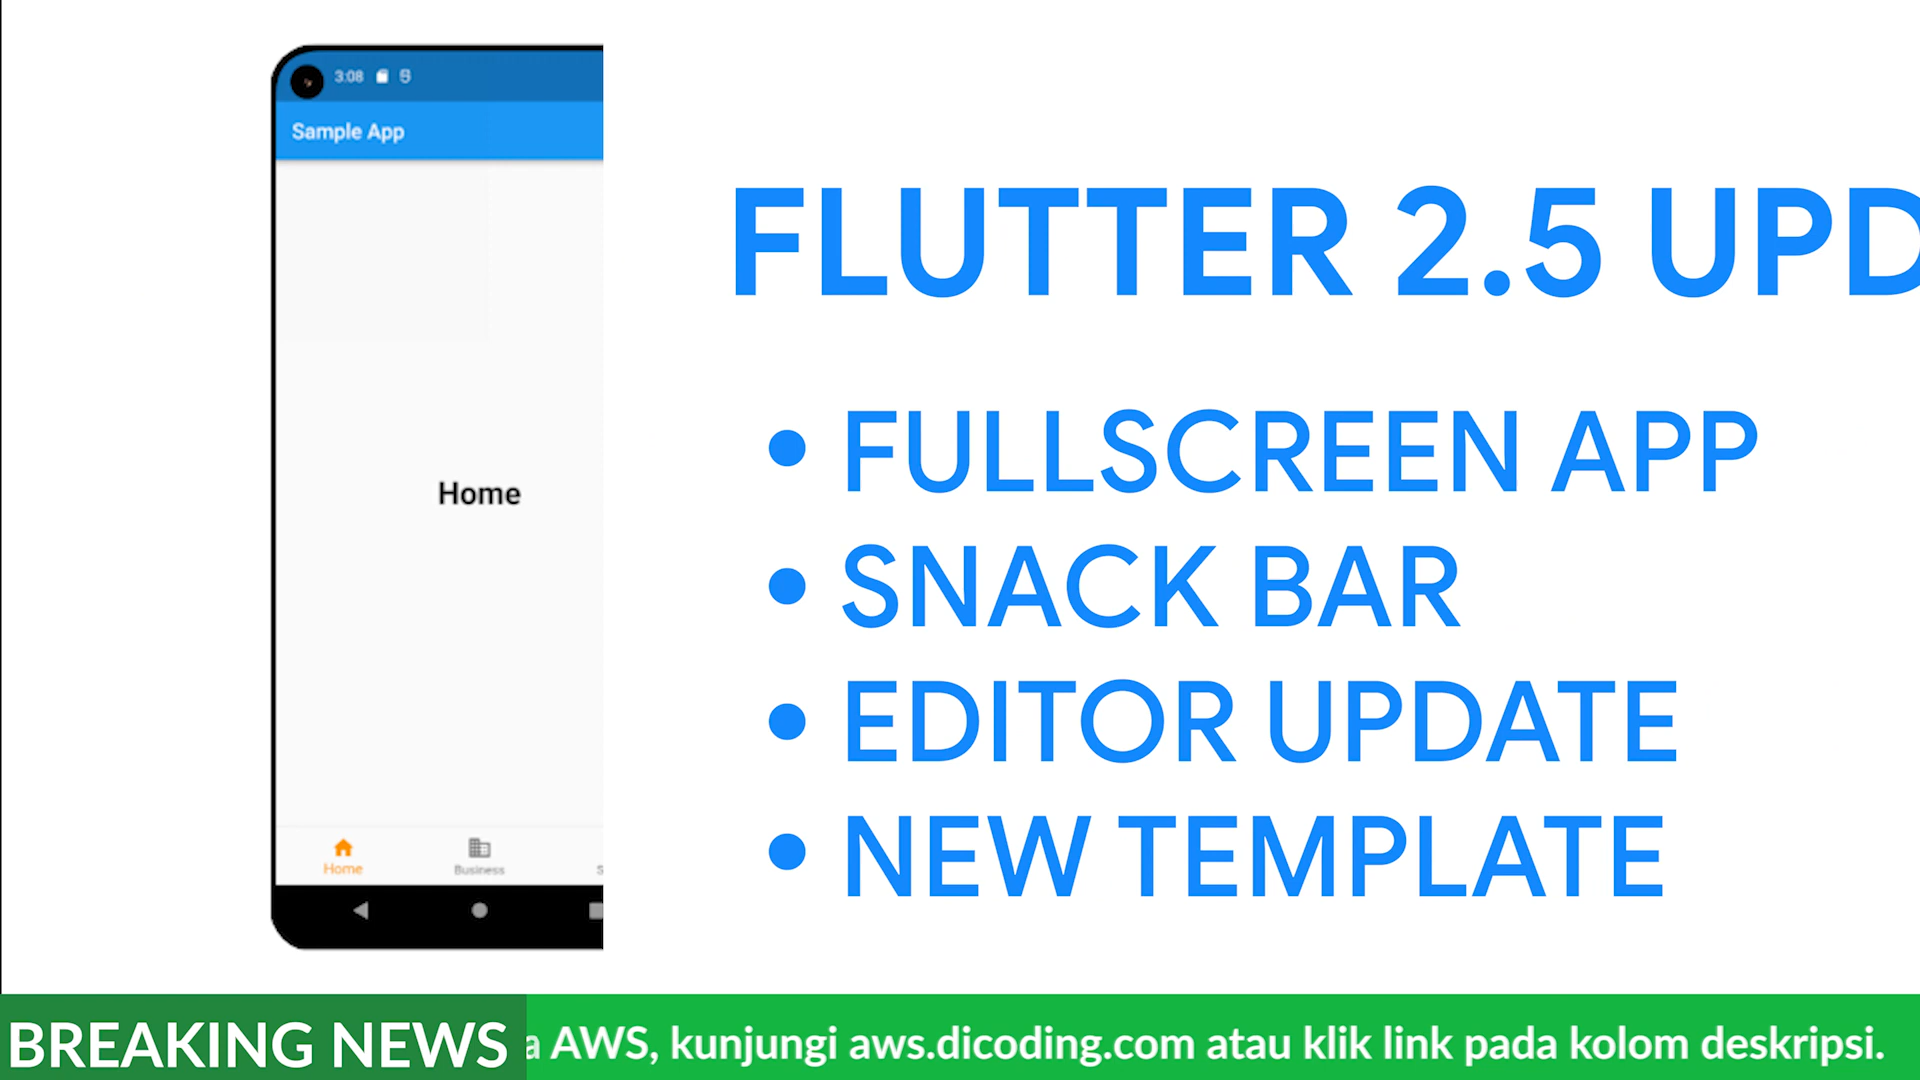 3:08
Sample App
Home
Home
Business
S
FLUTTER 2.5 UPD
• FULLSCREEN APP
• SNACK BAR
• EDITOR UPDATE
• NEW TEMPLATE
BREAKING NEWS
a AWS, kunjungi aws.dicoding.com atau klik link pada kolom deskripsi.